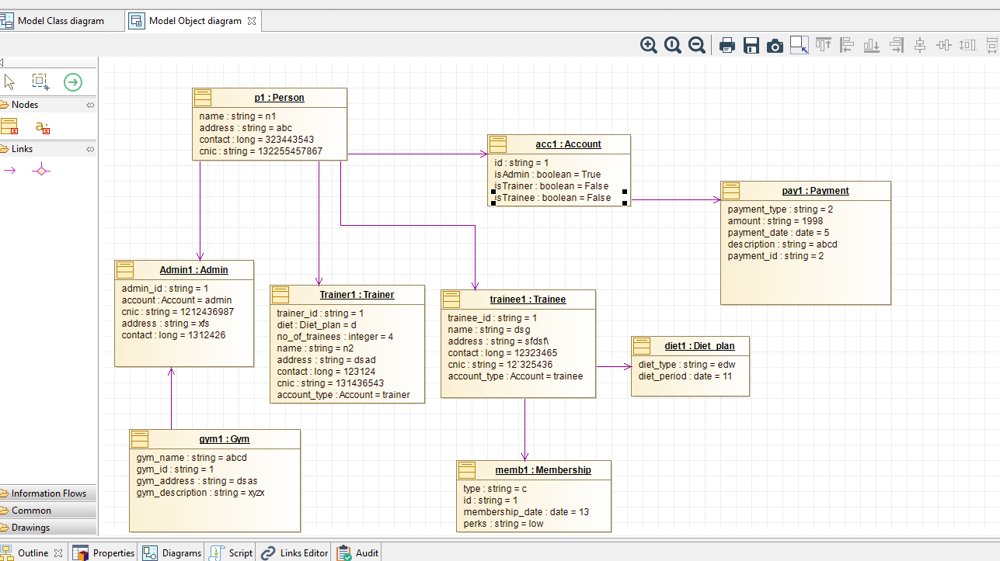 Model Class diagram
Model Object diagram
Nodes
Links
Information Flows
Common
Drawings
p1 : Person
name : string = n1
address : string = abc
contact : long = 323443543
cnic : string = 132255457867
acc1 : Account
id : string = 1
isAdmin : boolean = True
isTrainer : boolean = False
isTrainee : boolean = False
pay1 : Payment
payment_type : string = 2
amount : string = 1998
payment_date : date = 5
description : string = abcd
payment_id : string = 2
Admin1 : Admin
admin_id : string = 1
account : Account = admin
cnic : string = 1212436987
address : string = xfs
contact : long = 1312426
Trainer1 : Trainer
trainer_id : string = 1
diet : Diet_plan = d
no_of_trainees : integer = 4
name : string = n2
address : string = dsad
contact : long = 123124
cnic : string = 131436543
account_type : Account = trainer
trainee1 : Trainee
trainee_id : string = 1
name : string = dsg
address : string = sfdsf\
contact : long = 12323465
cnic : string = 12`325436
account_type : Account = trainee
diet1 : Diet_plan
diet_type : string = edw
diet_period : date = 11
gym1 : Gym
gym_name : string = abcd
gym_id : string = 1
gym_address : string = dsas
gym_description : string = xyzx
memb1 : Membership
type : string = c
id : string = 1
membership_date : date = 13
perks : string = low
Outline
Properties
Diagrams
Script
Links Editor
Audit